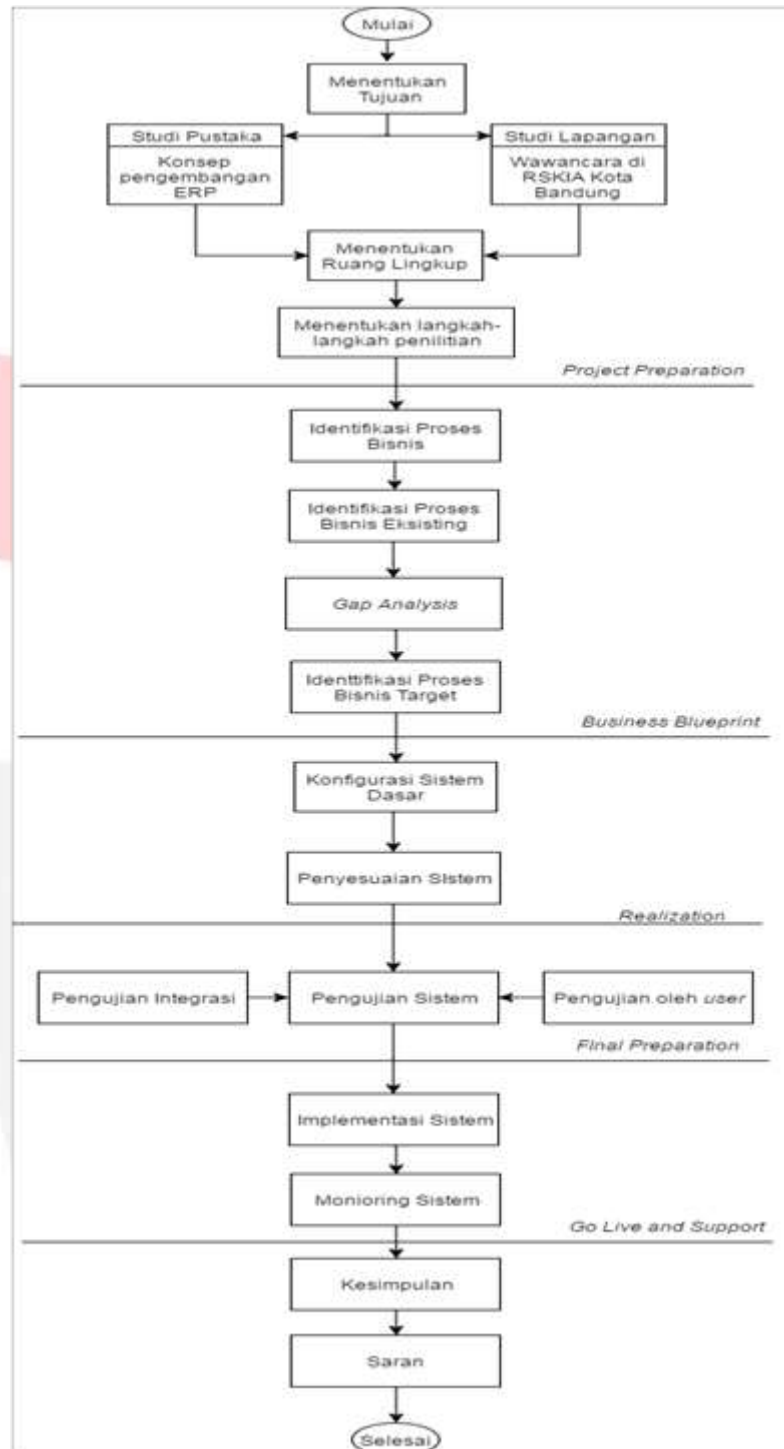 Mulai
Menentukan
Tujuan
Studi Pustaka
Konsep
pengembangan
ERP
Studi Lapangan
Wawancara di
RSKIA Kota
Bandung
Menentukan
Ruang Lingkup
Menentukan langkah-
langkah penilitian
Project Preparation
Identifikasi Proses
Bisnis
Identifikasi Proses
Bisnis Eksisting
Gap Analysis
Identtifikasi Proses
Bisnis Target
Business Blueprint
Konfigurasi Sistem
Dasar
Penyesuaian SIstem
Realization
Pengujian Integrasi
Pengujian Sistem
Pengujian oleh user
FInal Preparation
Implementasi Sistem
Monioring Sistem
Go Live and Support
Kesimpulan
Saran
Selesai